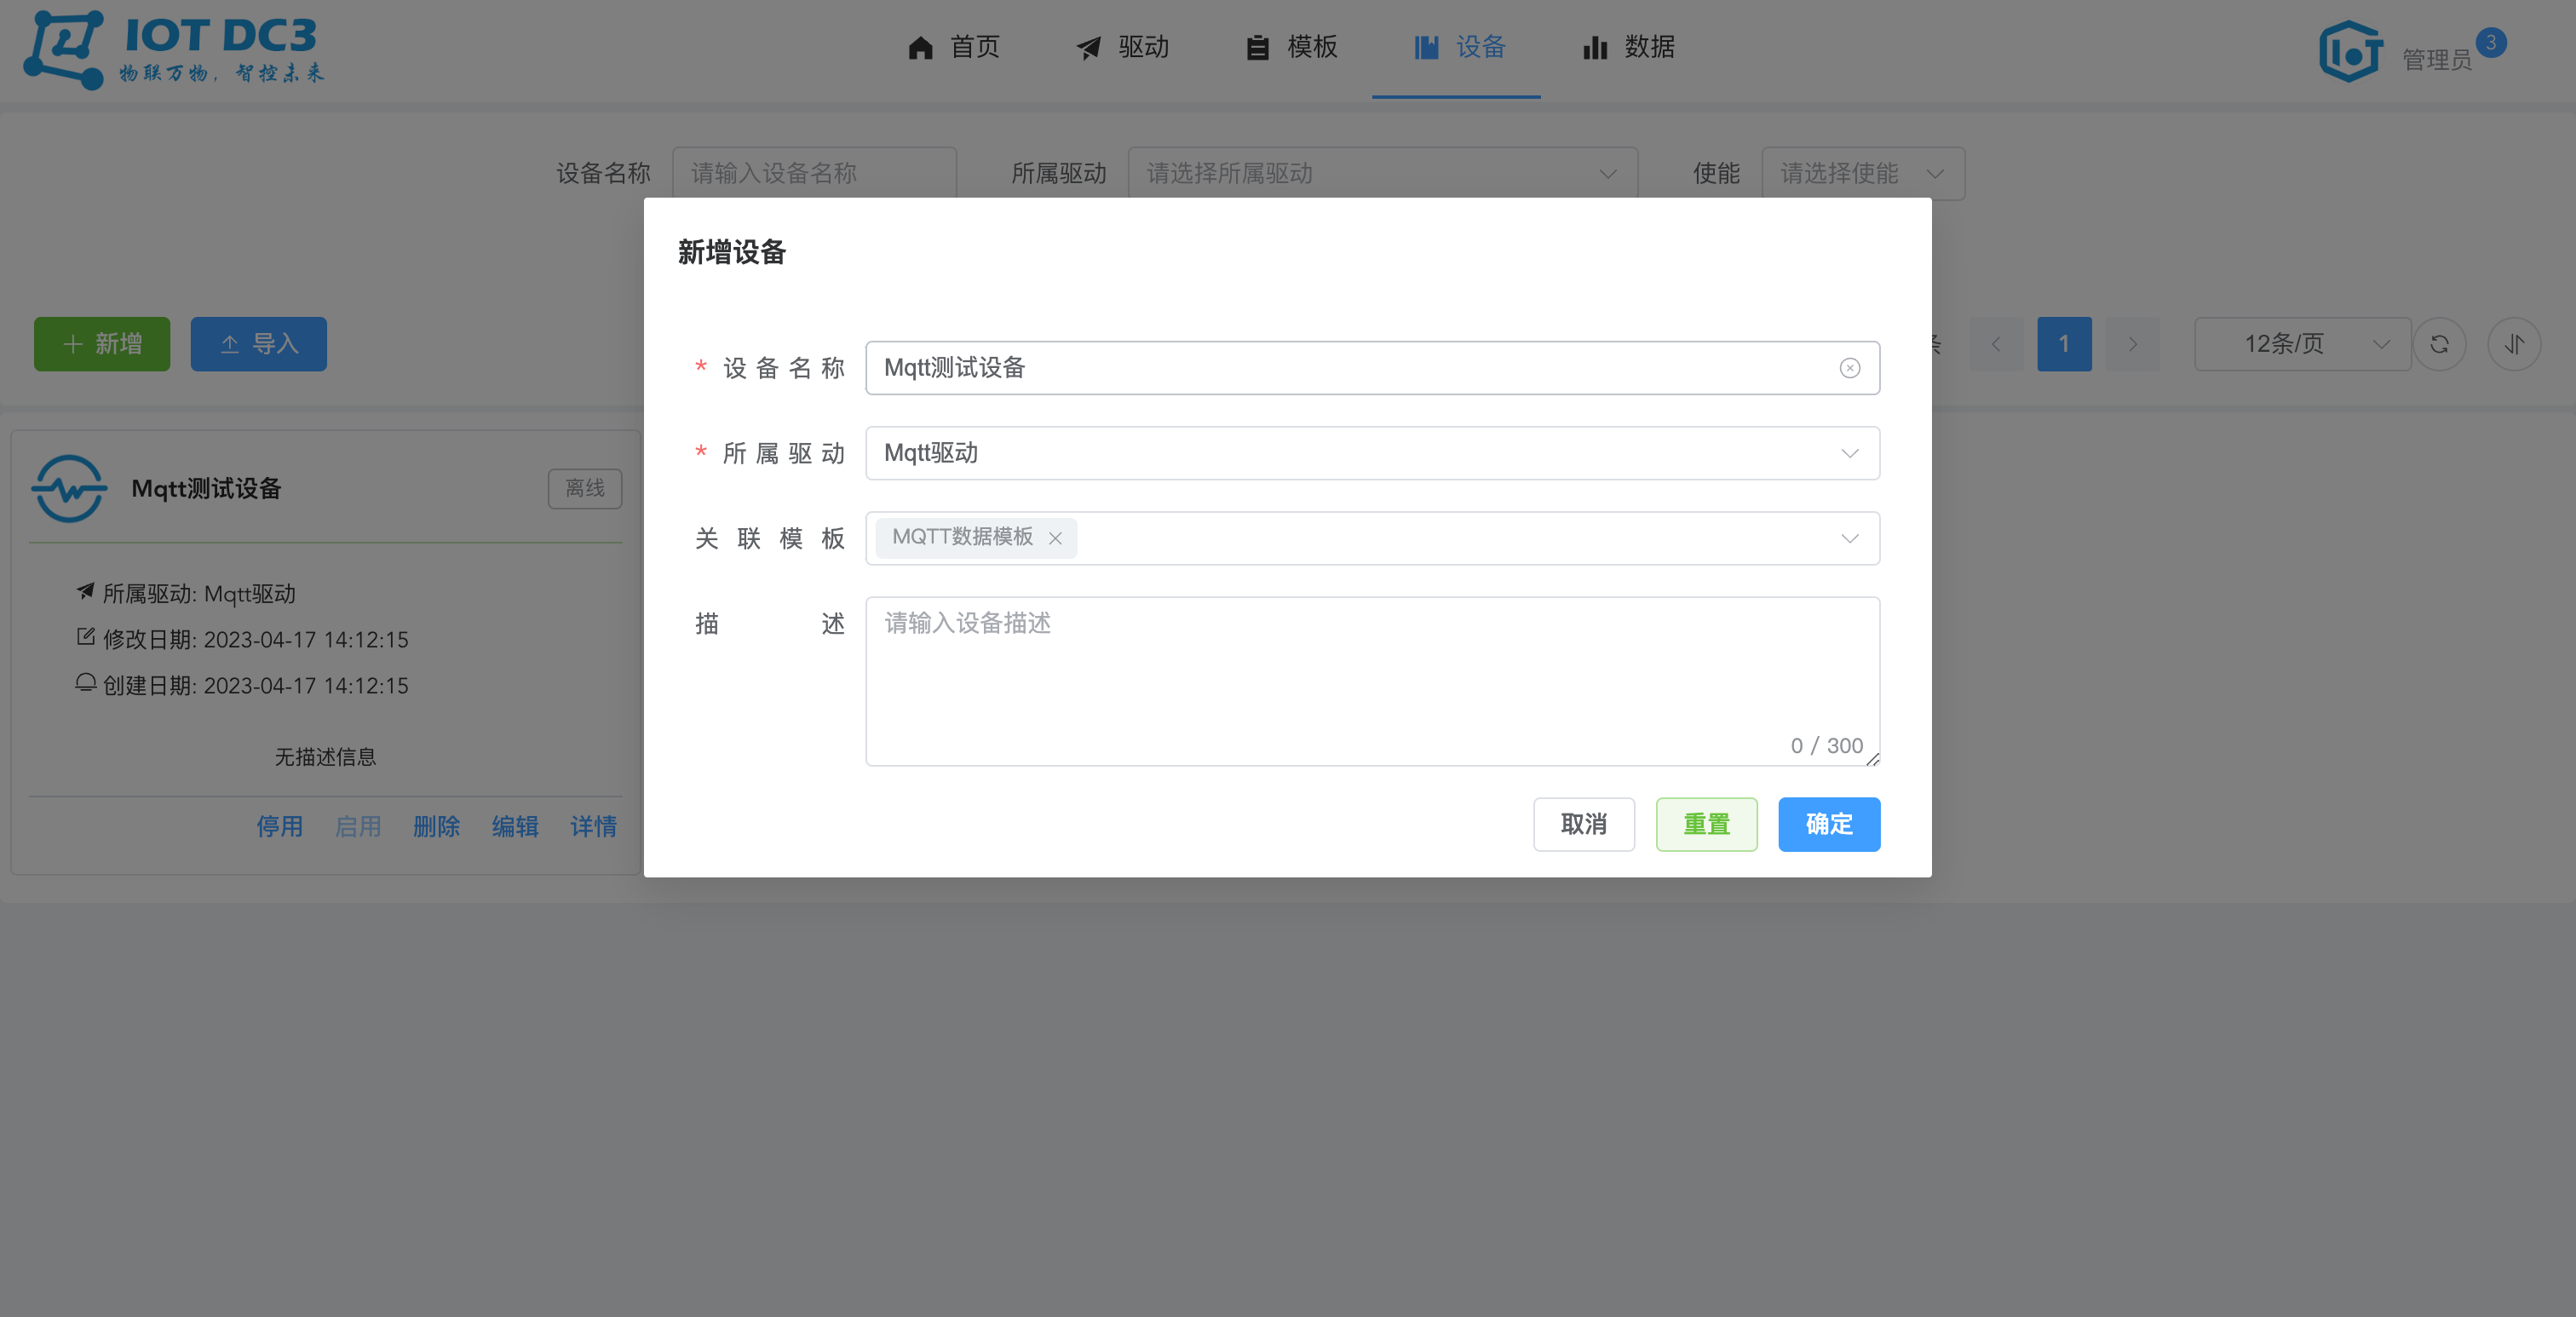 IOT DC3
物联万物，智控未来
首页
驱动
模板
设备
数据
管理员
3
设备名称
请输入设备名称
所属驱动
请选择所属驱动
使能
请选择使能
新增
导入
条
1
12条/页
新增设备
* 设备名称
Mqtt测试设备
* 所属驱动
Mqtt驱动
关联模板
MQTT数据模板
描述
请输入设备描述
0 / 300
取消
重置
确定
Mqtt测试设备
离线
所属驱动: Mqtt驱动
修改日期: 2023-04-17 14:12:15
创建日期: 2023-04-17 14:12:15
无描述信息
停用
启用
删除
编辑
详情